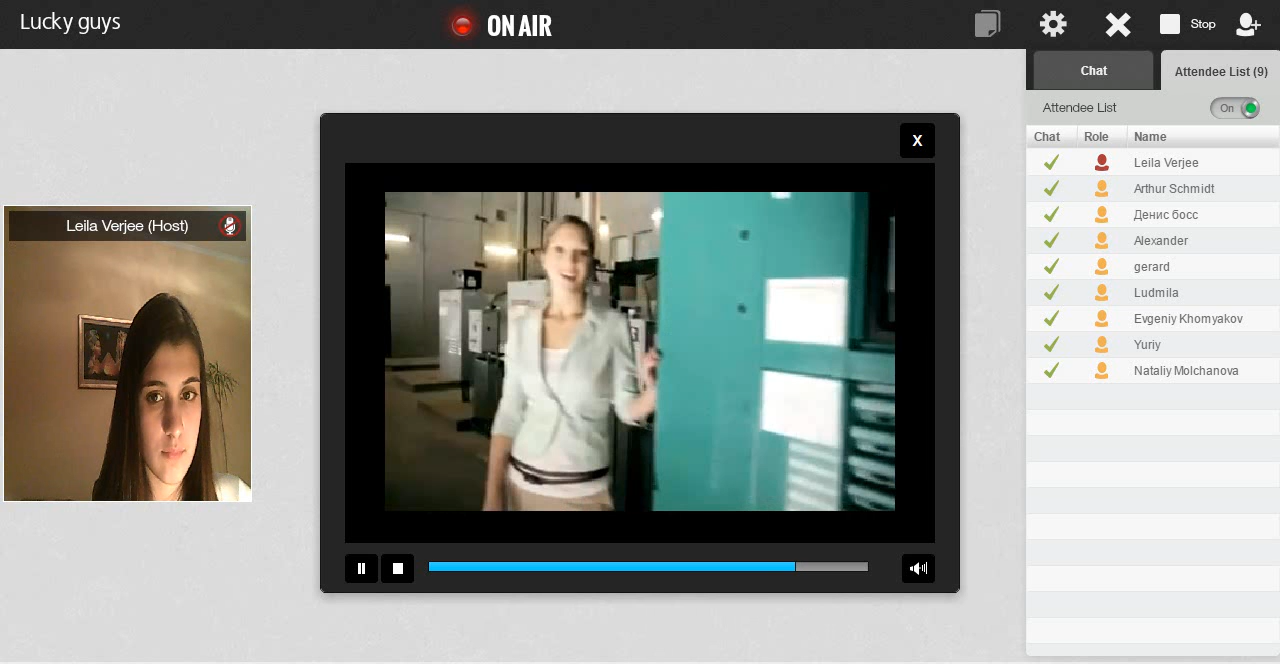 Lucky guys
ON AIR
Stop
Chat
Attendee List (9)
Attendee List
On
Chat Role Name
Leila Verjee
Arthur Schmidt
Денис босс
Alexander
gerard
Ludmila
Evgeniy Khomyakov
Yuriy
Nataliy Molchanova
Leila Verjee (Host)
X